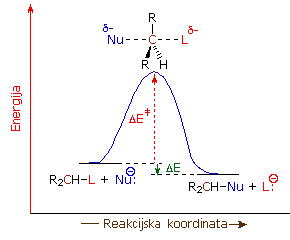 R
δ- δ-
Nu---C---L
R H
Energija
ΔE‡
ΔE
R₂CH–L + Nu:⊖
R₂CH–Nu + L:⊖
Reakcijska koordinata